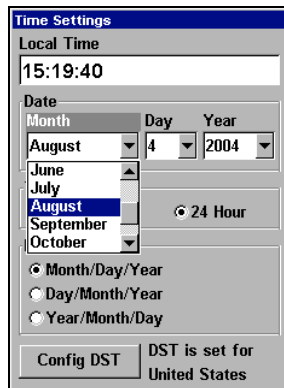 Time Settings
Local Time
15:19:40
Date
Month Day Year
August 4 2004
June
July
August
September
October
24 Hour
Month/Day/Year
Day/Month/Year
Year/Month/Day
Config DST
DST is set for
United States